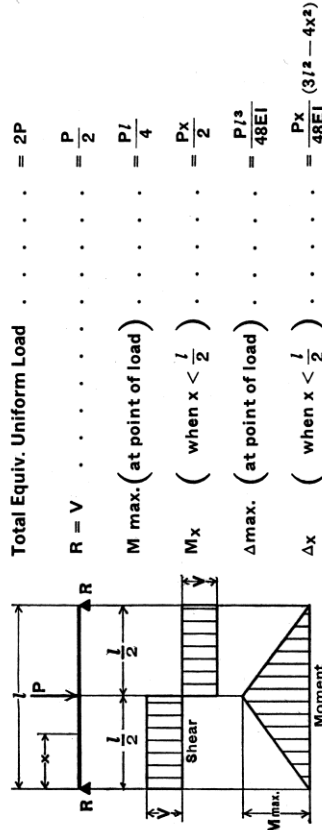 Total Equiv. Uniform Load . . . . . . = 2P
R = V . . . . . . . . . . . = P/2
M max. ( at point of load ) . . . . . = Pl/4
Mx ( when x < l/2 ) . . . . . = Px/2
Δ max. ( at point of load ) . . . . . = Pl³/48EI
Δx ( when x < l/2 ) . . . . . = Px/48EI (3l² — 4x²)
l
x
P
R
R
l/2
l/2
V
Shear
V
M max.
Moment